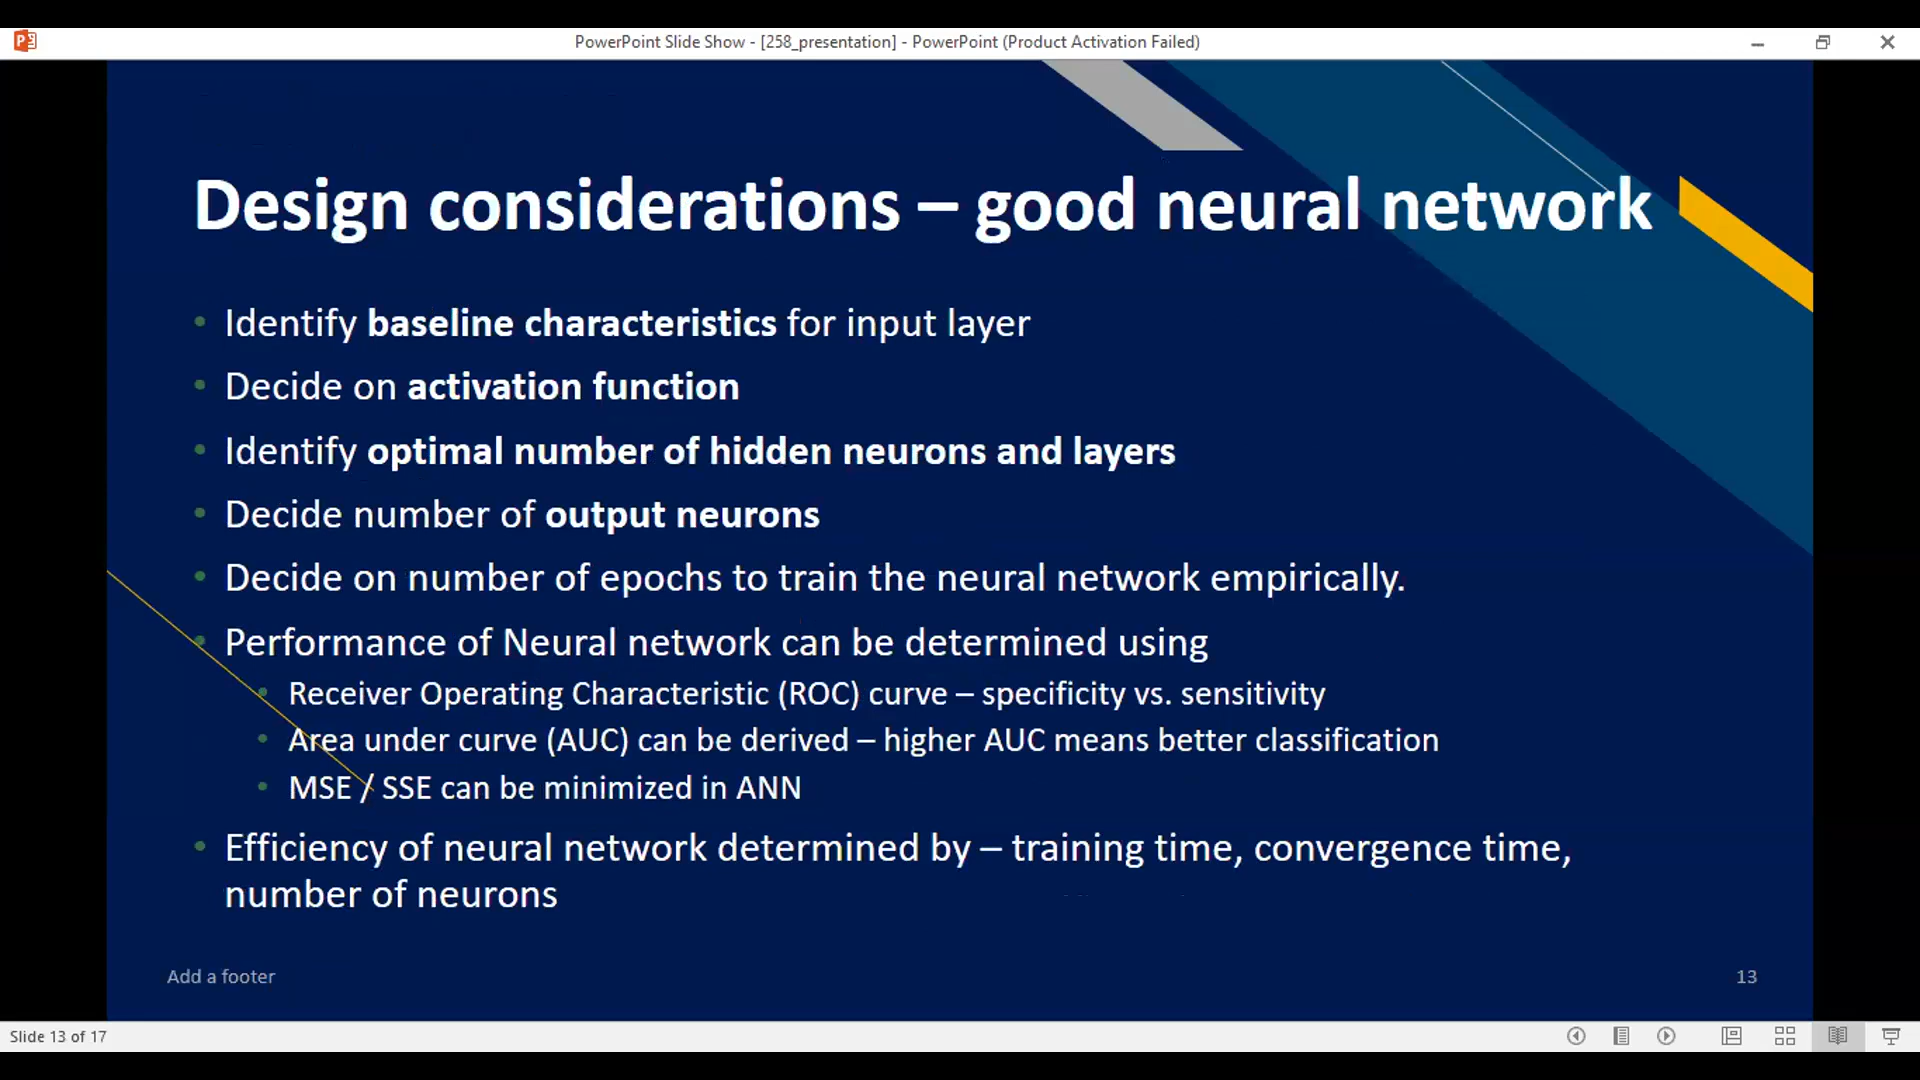 PowerPoint Slide Show - [258_presentation] - PowerPoint (Product Activation Failed)
Design considerations – good neural network
• Identify baseline characteristics for input layer
• Decide on activation function
• Identify optimal number of hidden neurons and layers
• Decide number of output neurons
• Decide on number of epochs to train the neural network empirically.
• Performance of Neural network can be determined using
• Receiver Operating Characteristic (ROC) curve – specificity vs. sensitivity
• Area under curve (AUC) can be derived – higher AUC means better classification
• MSE / SSE can be minimized in ANN
• Efficiency of neural network determined by – training time, convergence time,
number of neurons
Add a footer
13
Slide 13 of 17